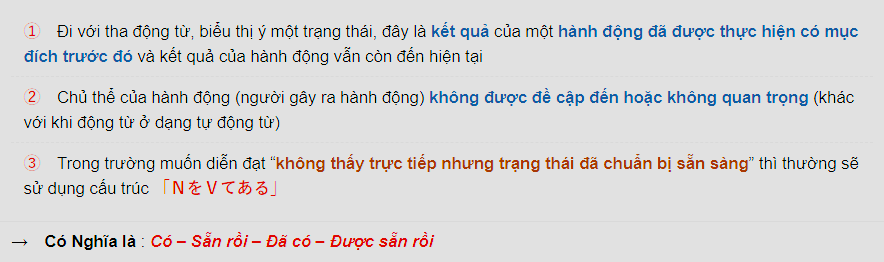 ① Đi với tha động từ, biểu thị ý một trạng thái, đây là kết quả của một hành động đã được thực hiện có mục
đích trước đó và kết quả của hành động vẫn còn đến hiện tại
② Chủ thể của hành động (người gây ra hành động) không được đề cập đến hoặc không quan trọng (khác
với khi động từ ở dạng tự động từ)
③ Trong trường muốn diễn đạt “không thấy trực tiếp nhưng trạng thái đã chuẩn bị sẵn sàng” thì thường sẽ
sử dụng cấu trúc 「NをVてある」
→ Có Nghĩa là : Có – Sẵn rồi – Đã có – Được sẵn rồi